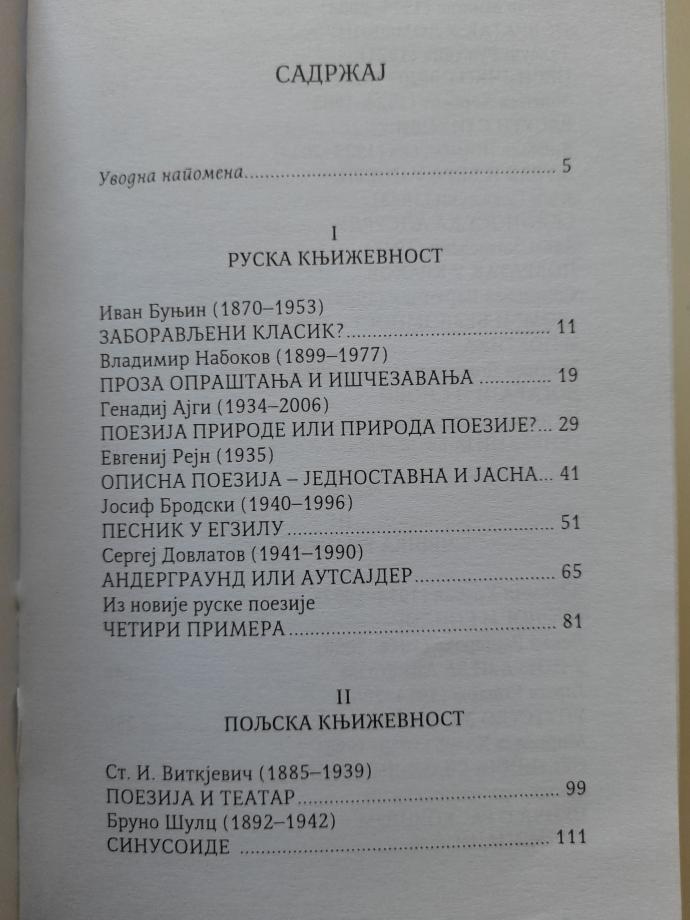 САДРЖАЈ
Уводна напомена........ 5
I
РУСКА КЊИЖЕВНОСТ
Иван Буњин (1870–1953)
ЗАБОРАВЉЕНИ КЛАСИК?........ 11
Владимир Набоков (1899–1977)
ПРОЗА ОПРАШТАЊА И ИШЧЕЗАВАЊА ........ 19
Генадиј Ајги (1934–2006)
ПОЕЗИЈА ПРИРОДЕ ИЛИ ПРИРОДА ПОЕЗИЈЕ?... 29
Евгениј Рејн (1935)
ОПИСНА ПОЕЗИЈА – ЈЕДНОСТАВНА И ЈАСНА... 41
Јосиф Бродски (1940–1996)
ПЕСНИК У ЕГЗИЛУ........ 51
Сергеј Довлатов (1941–1990)
АНДЕРГРАУНД ИЛИ АУТСАЈДЕР........ 65
Из новије руске поезије
ЧЕТИРИ ПРИМЕРА........ 81
II
ПОЉСКА КЊИЖЕВНОСТ
Ст. И. Виткјевич (1885–1939)
ПОЕЗИЈА И ТЕАТАР........ 99
Бруно Шулц (1892–1942)
СИНУСОИДЕ ........ 111